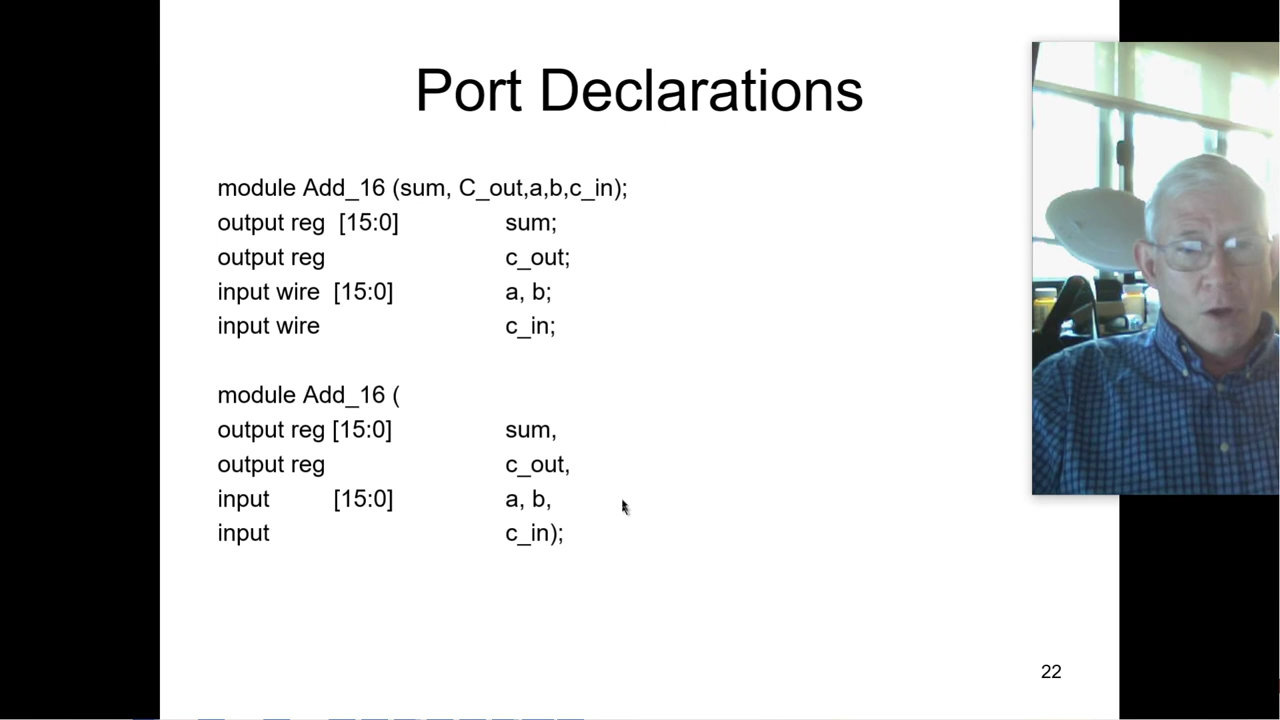 Port Declarations
module Add_16 (sum, C_out,a,b,c_in);
output reg [15:0] sum;
output reg c_out;
input wire [15:0] a, b;
input wire c_in;
module Add_16 (
output reg [15:0] sum,
output reg c_out,
input [15:0] a, b,
input c_in);
22